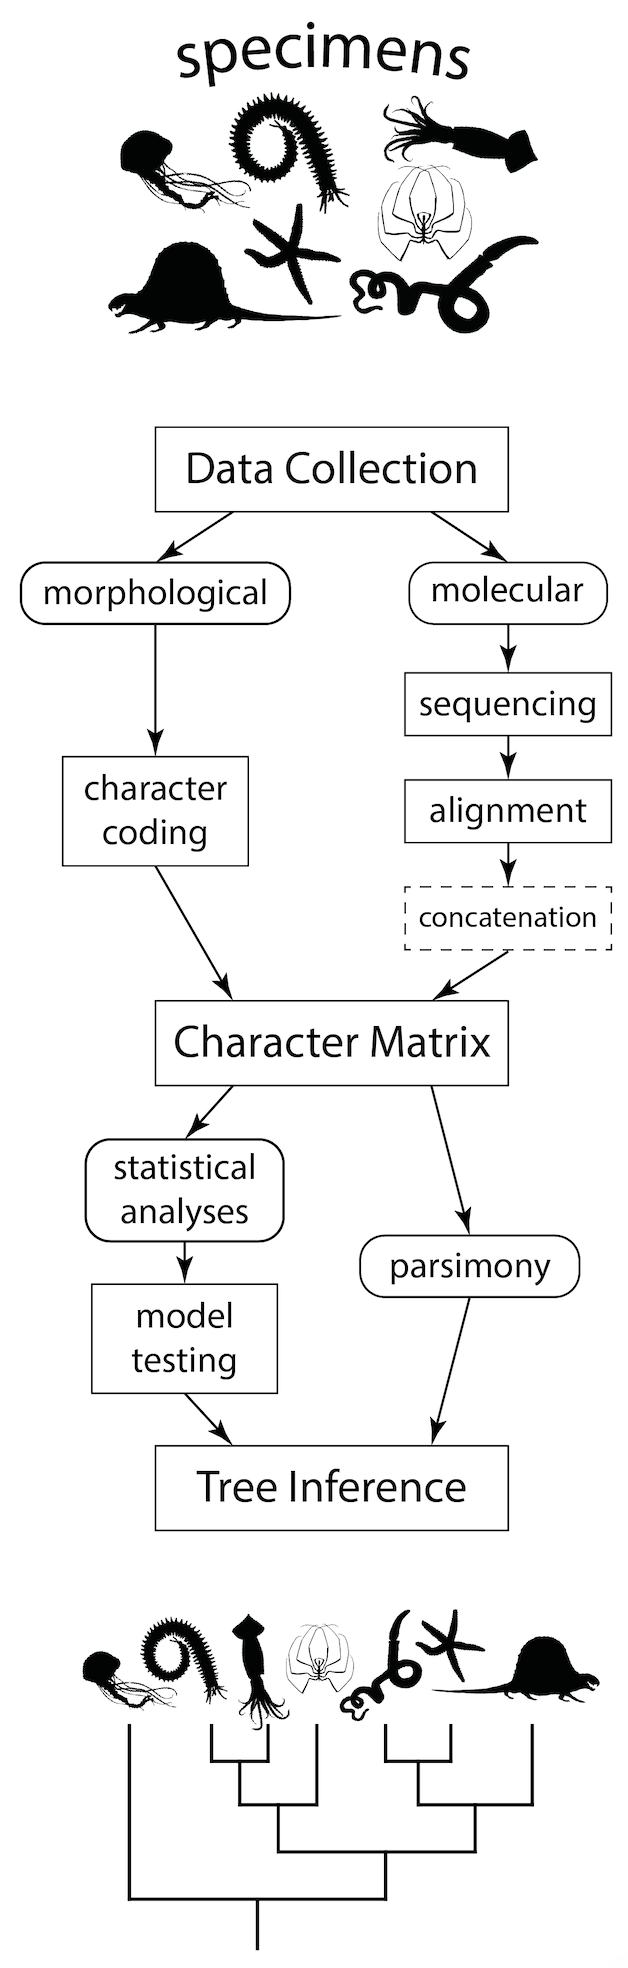 specimens
Data Collection
morphological
molecular
sequencing
character
coding
alignment
concatenation
Character Matrix
statistical
analyses
parsimony
model
testing
Tree Inference